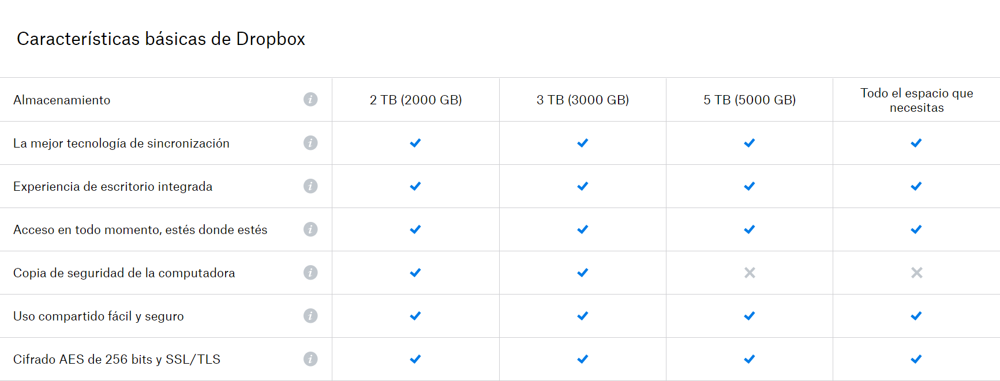 Características básicas de Dropbox
Almacenamiento
2 TB (2000 GB)
3 TB (3000 GB)
5 TB (5000 GB)
Todo el espacio que
necesitas
La mejor tecnología de sincronización
Experiencia de escritorio integrada
Acceso en todo momento, estés donde estés
Copia de seguridad de la computadora
Uso compartido fácil y seguro
Cifrado AES de 256 bits y SSL/TLS